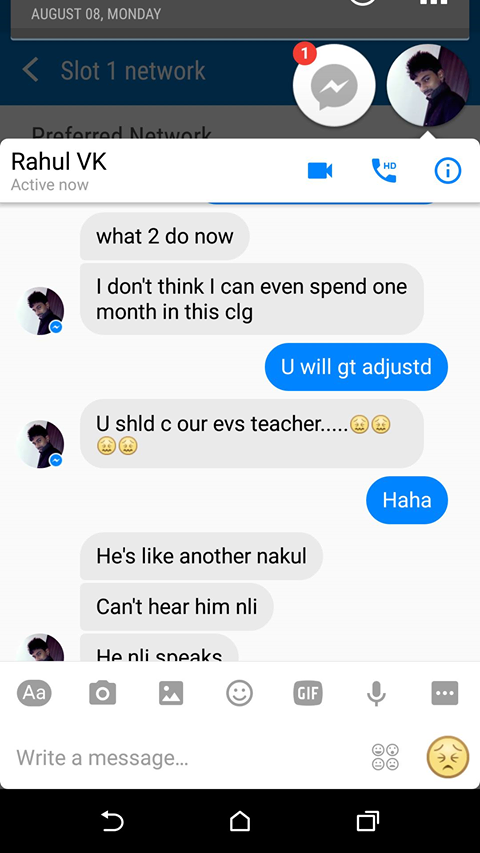 AUGUST 08, MONDAY
Slot 1 network
1
Preferred Network
Rahul VK
Active now
HD
what 2 do now
I don't think I can even spend one
month in this clg
U will gt adjustd
U shld c our evs teacher.....😖😖
😖😖
Haha
He's like another nakul
Can't hear him nli
He nli speaks
Aa
GIF
Write a message...